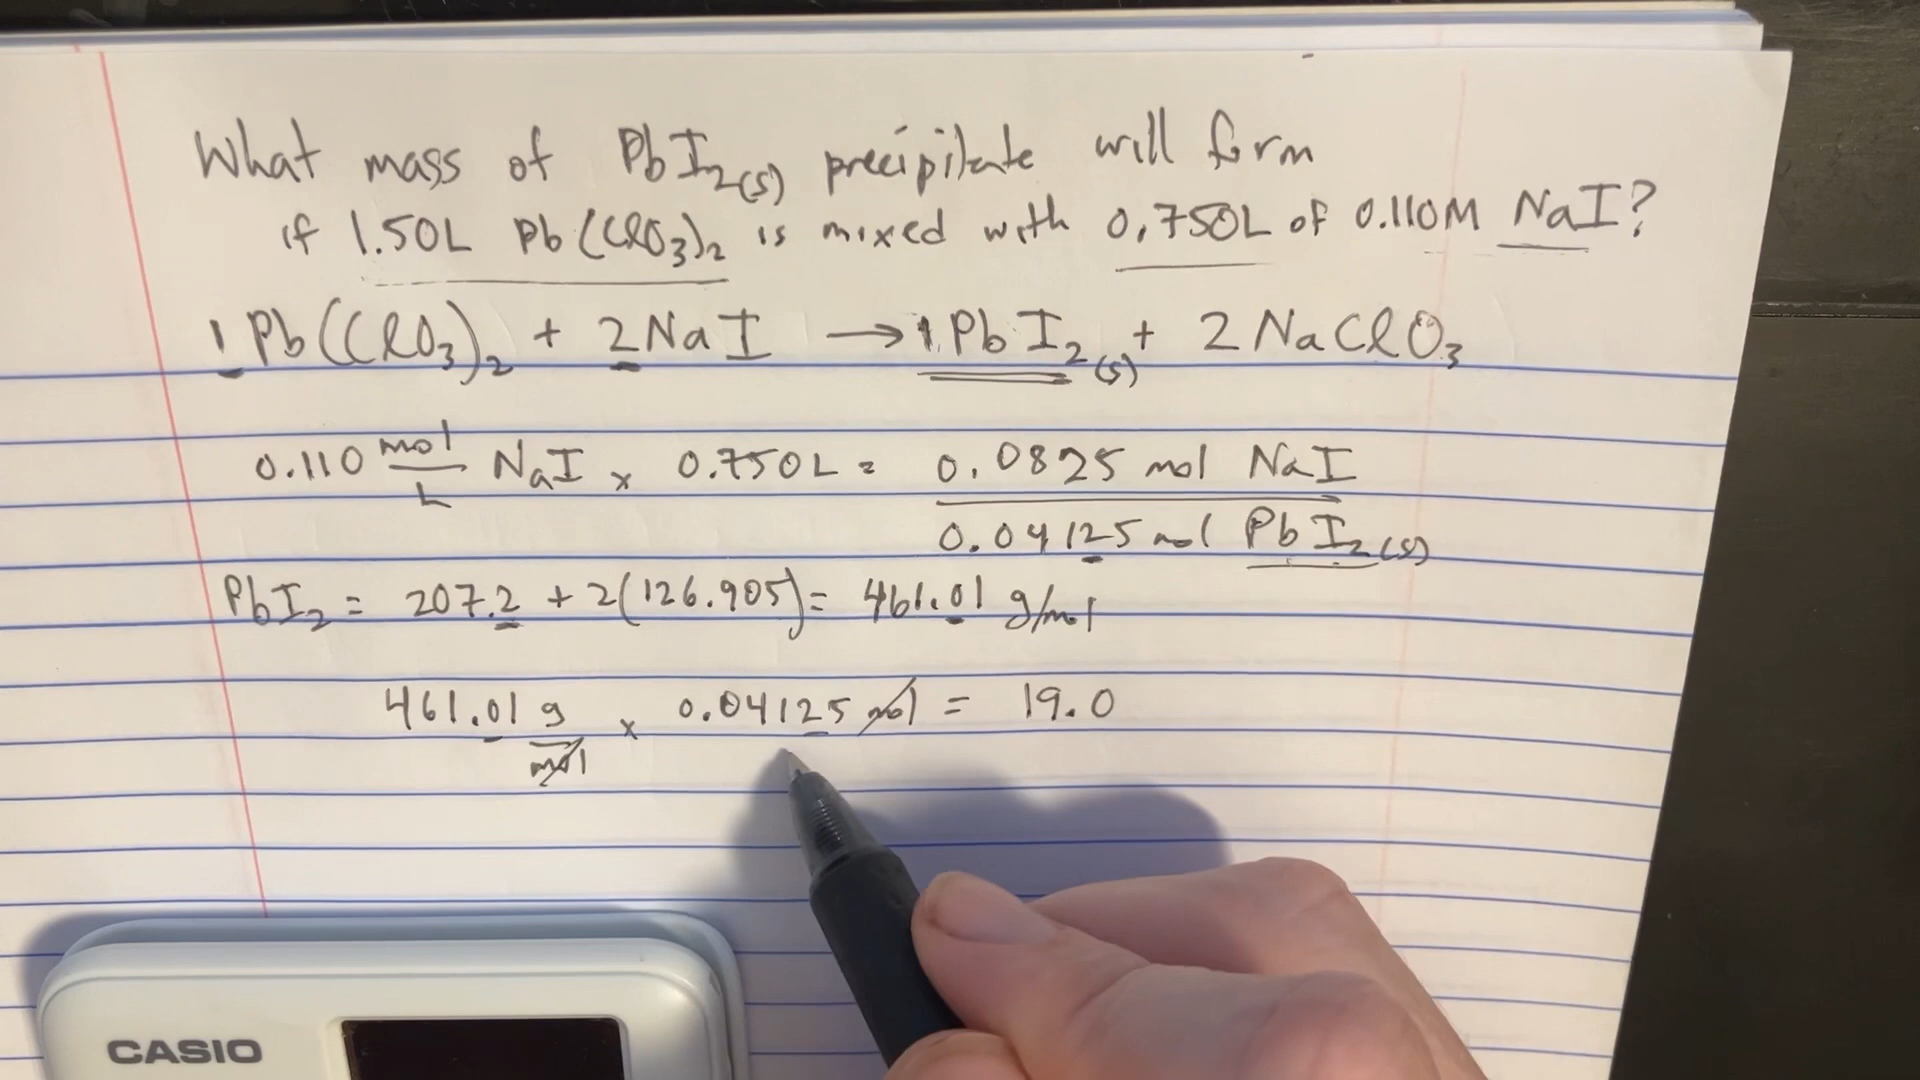 What mass of PbI₂(s) precipitate will form
if 1.50L Pb(ClO₃)₂ is mixed with 0.750L of 0.110M NaI?
1 Pb(ClO₃)₂ + 2NaI → 1 PbI₂(s) + 2NaClO₃
0.110 mol/L NaI x 0.750L = 0.0825 mol NaI
0.04125 mol PbI₂(s)
PbI₂ = 207.2 + 2(126.905) = 461.01 g/mol
461.01 g/mol x 0.04125 mol = 19.0
CASIO